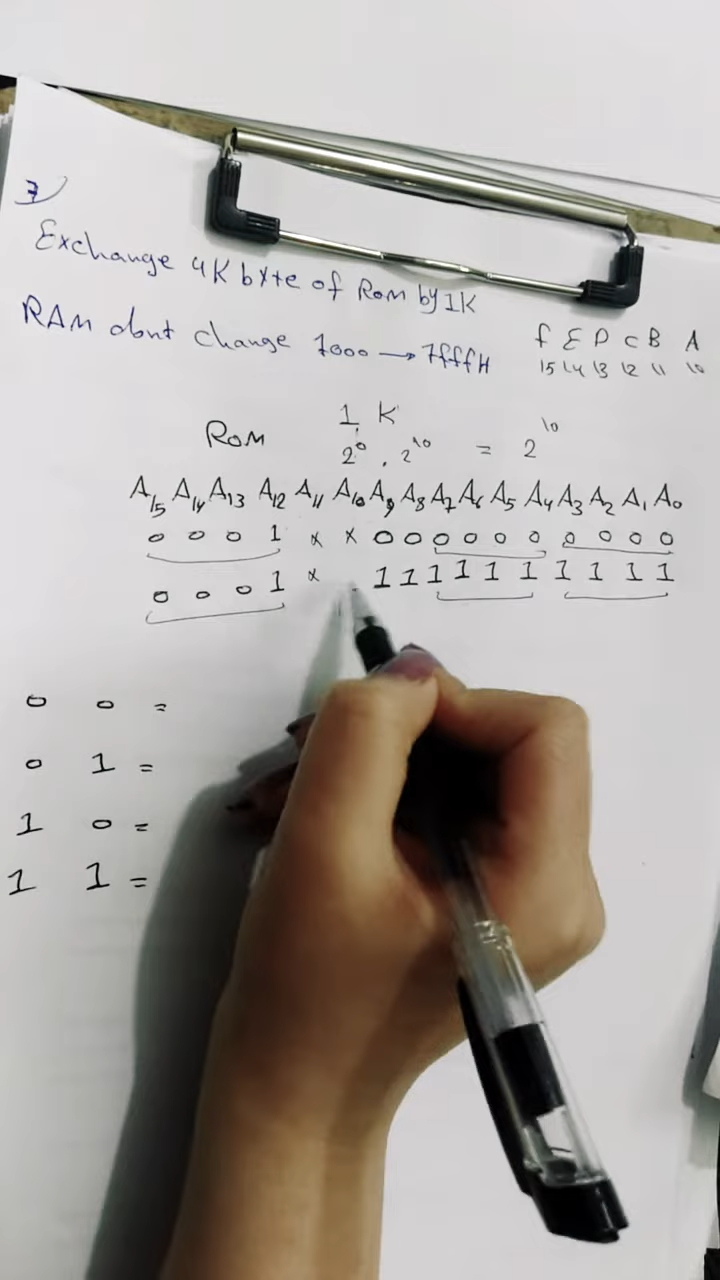 7
Exchange 4K byte of Rom by 1K
RAM dont change 1000 → 7fffH
f E D C B A
15 14 13 12 11 10
Rom 1 K
2⁰ . 2¹⁰ = 2¹⁰
A₁₅ A₁₄ A₁₃ A₁₂ A₁₁ A₁₀ A₉ A₈ A₇ A₆ A₅ A₄ A₃ A₂ A₁ A₀
0 0 0 1 x x 0 0 0 0 0 0 0 0 0 0
0 0 0 1 x 1 1 1 1 1 1 1 1 1 1
0 0 =
0 1 =
1 0 =
1 1 =